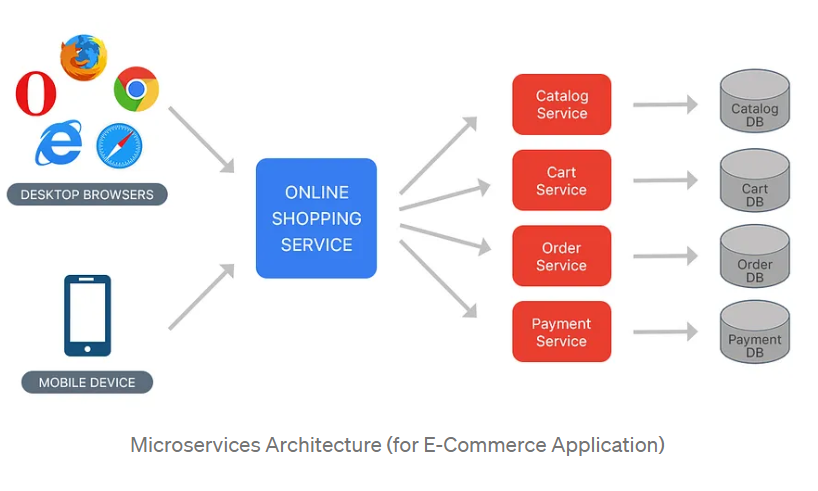 DESKTOP BROWSERS
MOBILE DEVICE
ONLINE
SHOPPING
SERVICE
Catalog
Service
Cart
Service
Order
Service
Payment
Service
Catalog
DB
Cart
DB
Order
DB
Payment
DB
Microservices Architecture (for E-Commerce Application)